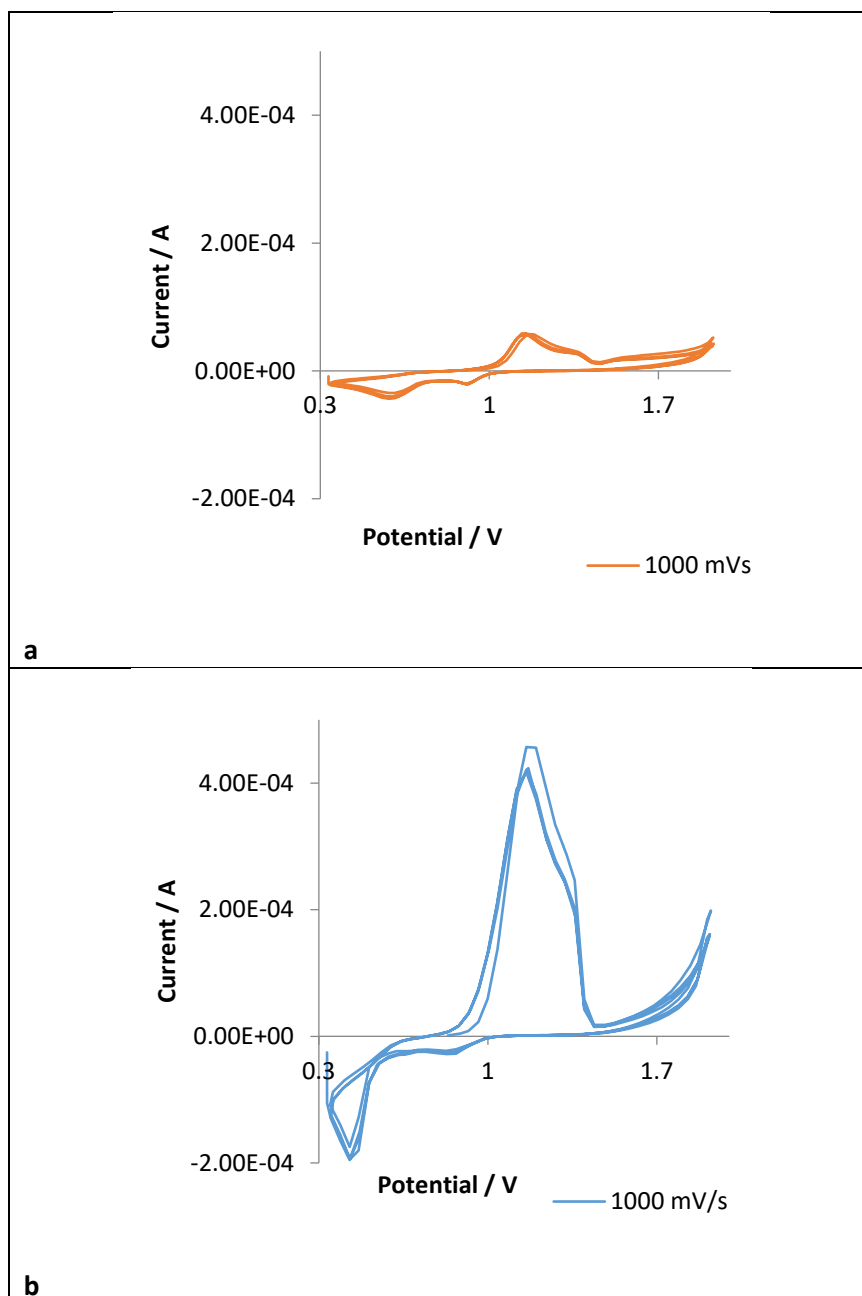 4.00E-04
2.00E-04
0.00E+00
-2.00E-04
0.3 1 1.7
Current / A
Potential / V
1000 mVs
a
4.00E-04
2.00E-04
0.00E+00
-2.00E-04
0.3 1 1.7
Current / A
Potential / V
1000 mV/s
b